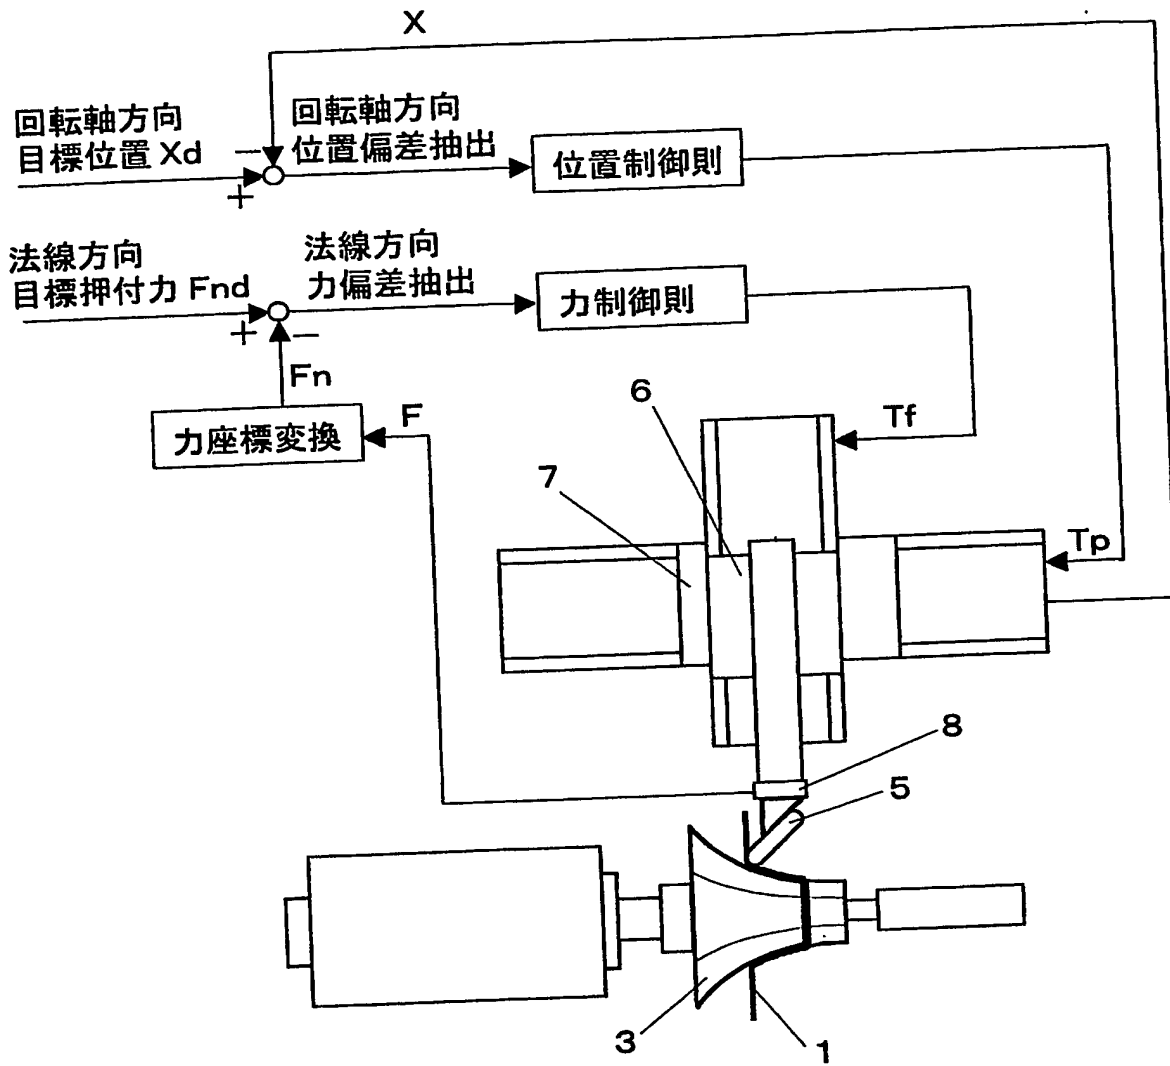 X
回転軸方向
目標位置 Xd
−
+
回転軸方向
位置偏差抽出
位置制御則
法線方向
目標押付力 Fnd
+
−
法線方向
力偏差抽出
力制御則
Fn
F
力座標変換
6
Tf
7
Tp
8
5
3
1